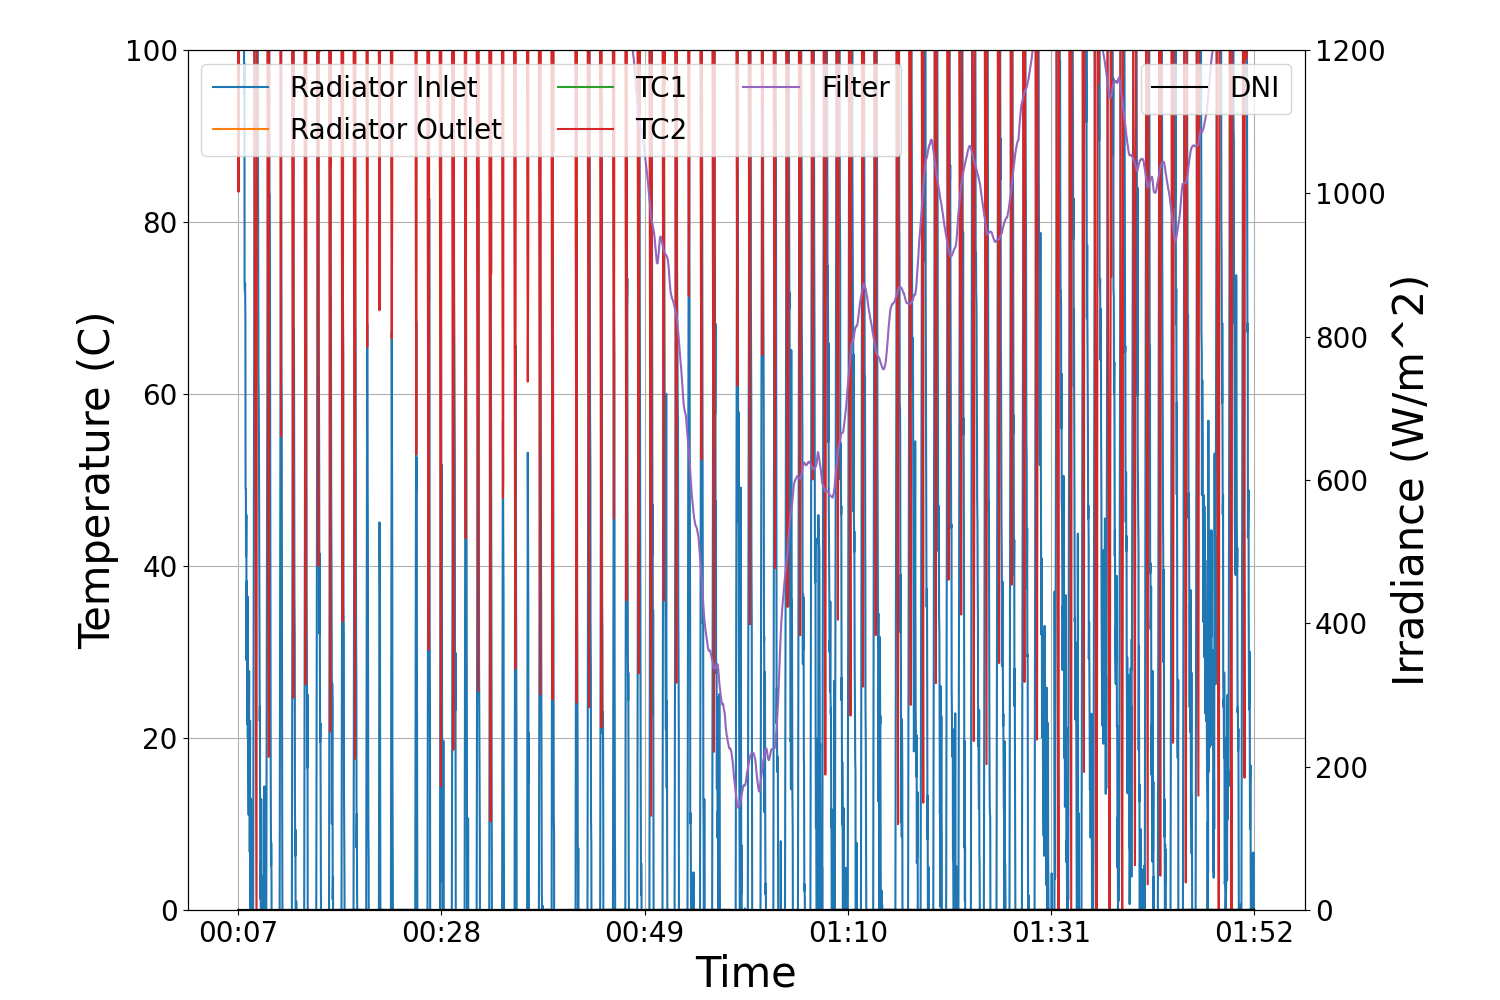 100
80
60
40
20
0
Temperature (C)
Radiator Inlet
Radiator Outlet
TC1
TC2
Filter
DNI
1200
1000
800
600
400
200
0
Irradiance (W/m^2)
00:07 00:28 00:49 01:10 01:31 01:52
Time